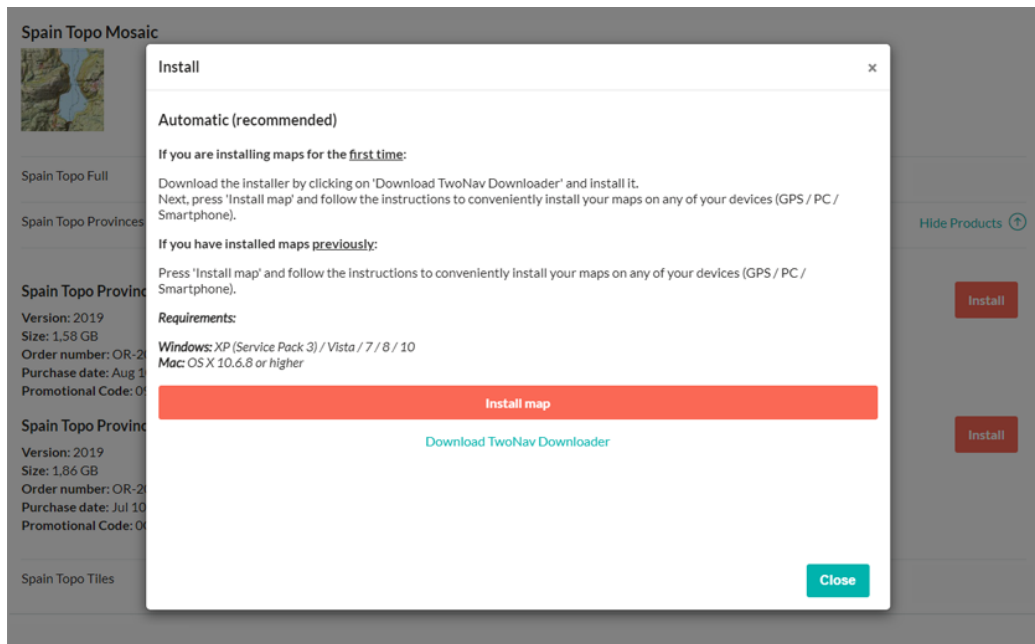 Spain Topo Mosaic
Install
×
Automatic (recommended)
If you are installing maps for the first time:
Download the installer by clicking on 'Download TwoNav Downloader' and install it.
Next, press 'Install map' and follow the instructions to conveniently install your maps on any of your devices (GPS / PC /
Smartphone).
If you have installed maps previously:
Press 'Install map' and follow the instructions to conveniently install your maps on any of your devices (GPS / PC /
Smartphone).
Requirements:
Windows: XP (Service Pack 3) / Vista / 7 / 8 / 10
Mac: OS X 10.6.8 or higher
Install map
Download TwoNav Downloader
Close
Spain Topo Full
Spain Topo Provinces
Hide Products
Spain Topo
Install
Version: 2019
Size: 1,58 GB
Order number:
Purchase date: Aug
Promotional Code:
Spain Topo
Install
Version: 2019
Size: 1,86 GB
Order number:
Purchase date: Jul 10
Promotional Code:
Spain Topo Tiles